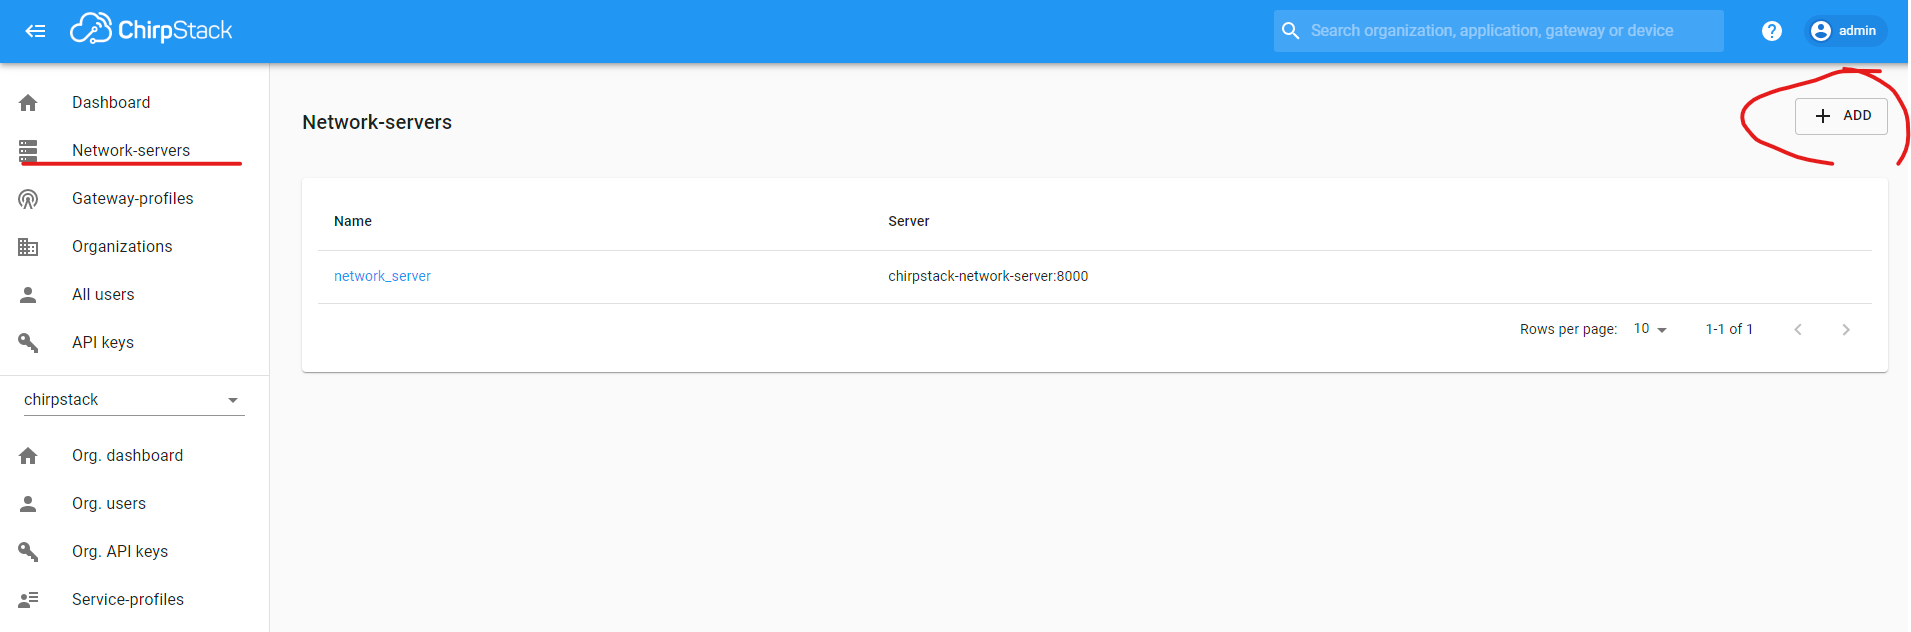 ChirpStack
Search organization, application, gateway or device
? admin
Dashboard
Network-servers
Gateway-profiles
Organizations
All users
API keys
chirpstack
Org. dashboard
Org. users
Org. API keys
Service-profiles
Network-servers
+ ADD
Name Server
network_server chirpstack-network-server:8000
Rows per page: 10 1-1 of 1